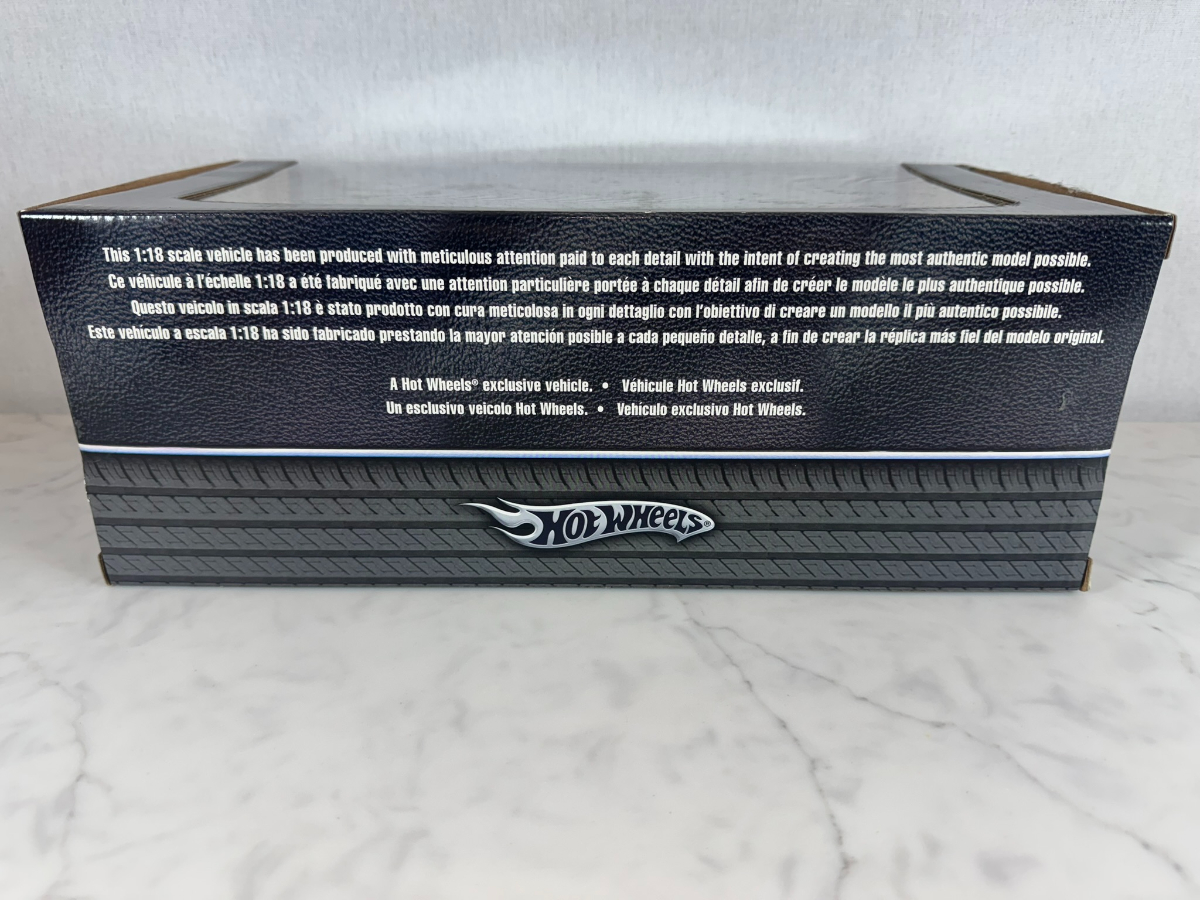 This 1:18 scale vehicle has been produced with meticulous attention paid to each detail with the intent of creating the most authentic model possible.
Ce véhicule à l'échelle 1:18 a été fabriqué avec une attention particulière portée à chaque détail afin de créer le modèle le plus authentique possible.
Questo veicolo in scala 1:18 è stato prodotto con cura meticolosa in ogni dettaglio con l'obiettivo di creare un modello il più autentico possibile.
Este vehículo a escala 1:18 ha sido fabricado prestando la mayor atención posible a cada pequeño detalle, a fin de crear la réplica más fiel del modelo original.
A Hot Wheels® exclusive vehicle. • Véhicule Hot Wheels exclusif.
Un esclusivo veicolo Hot Wheels. • Vehículo exclusivo Hot Wheels.
HOT WHEELS®